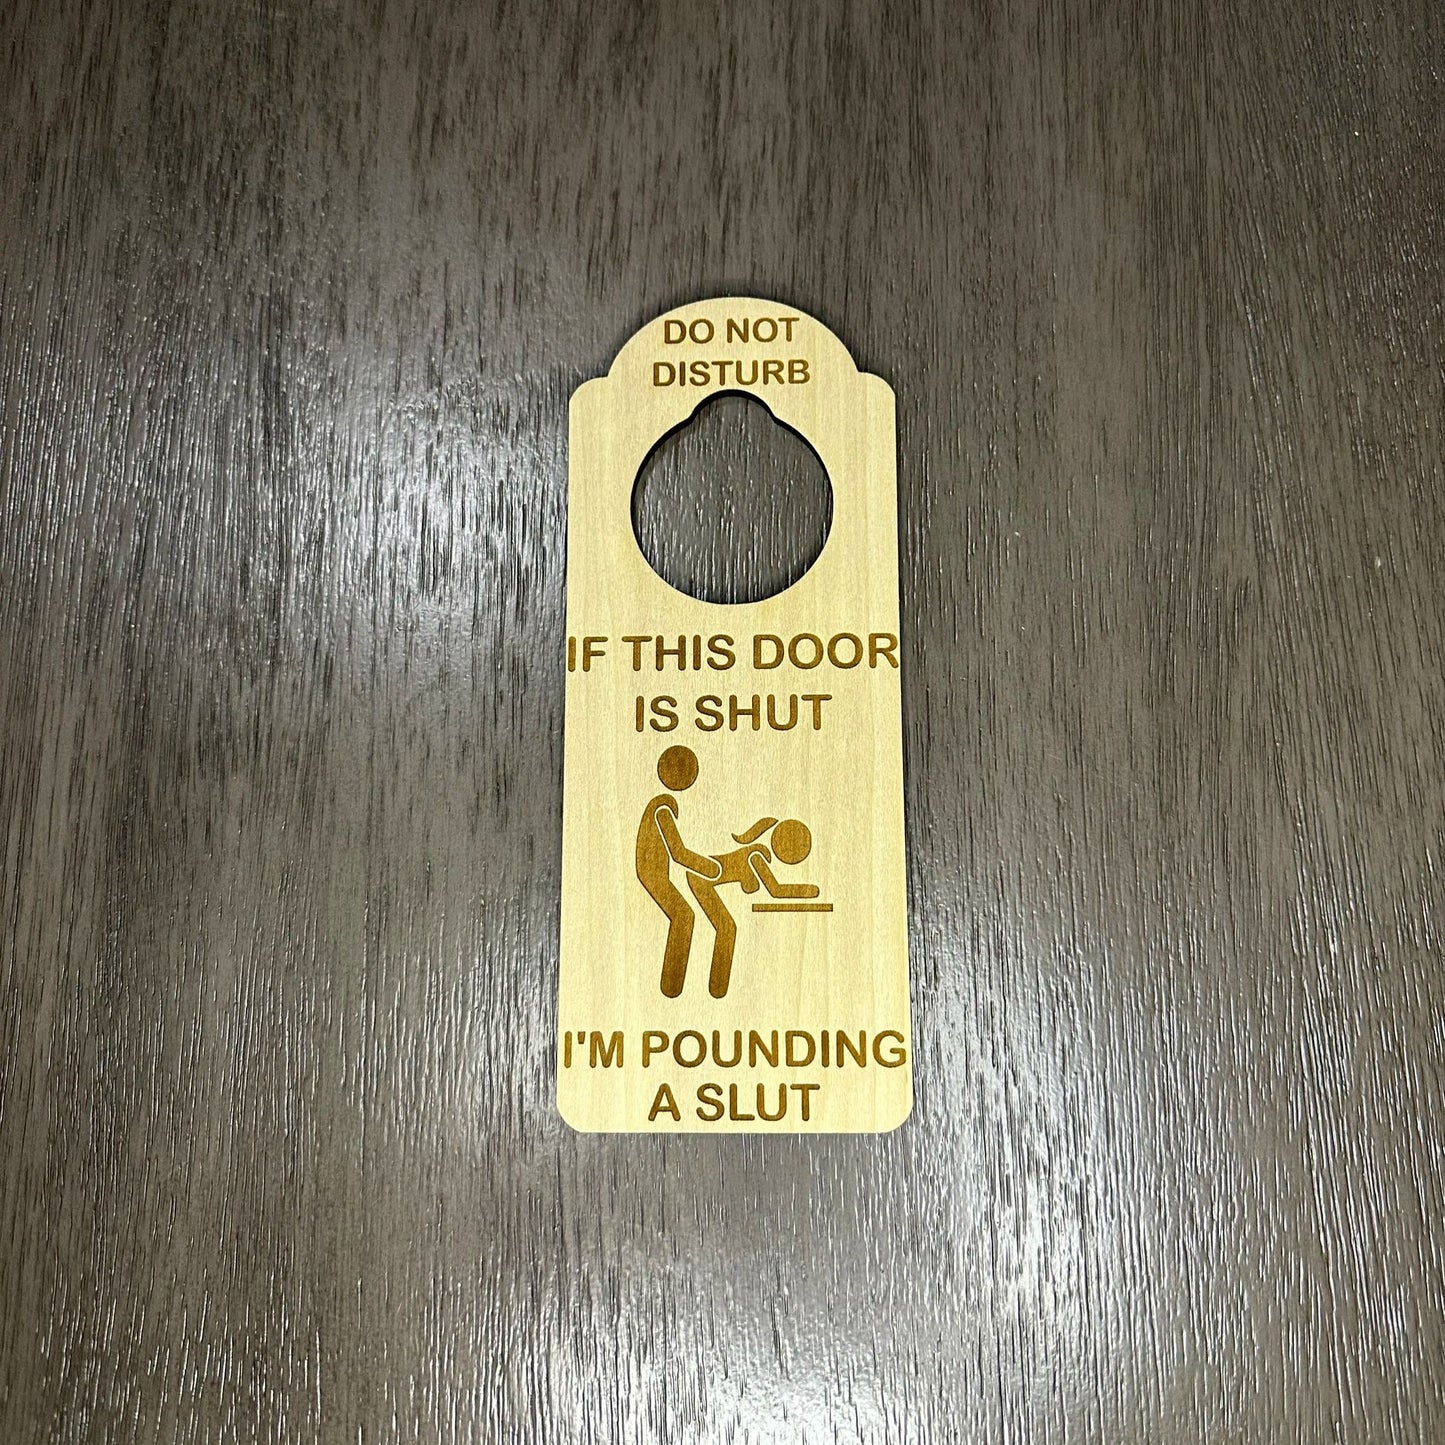 DO NOT
DISTURB
IF THIS DOOR
IS SHUT
I'M POUNDING
A SLUT